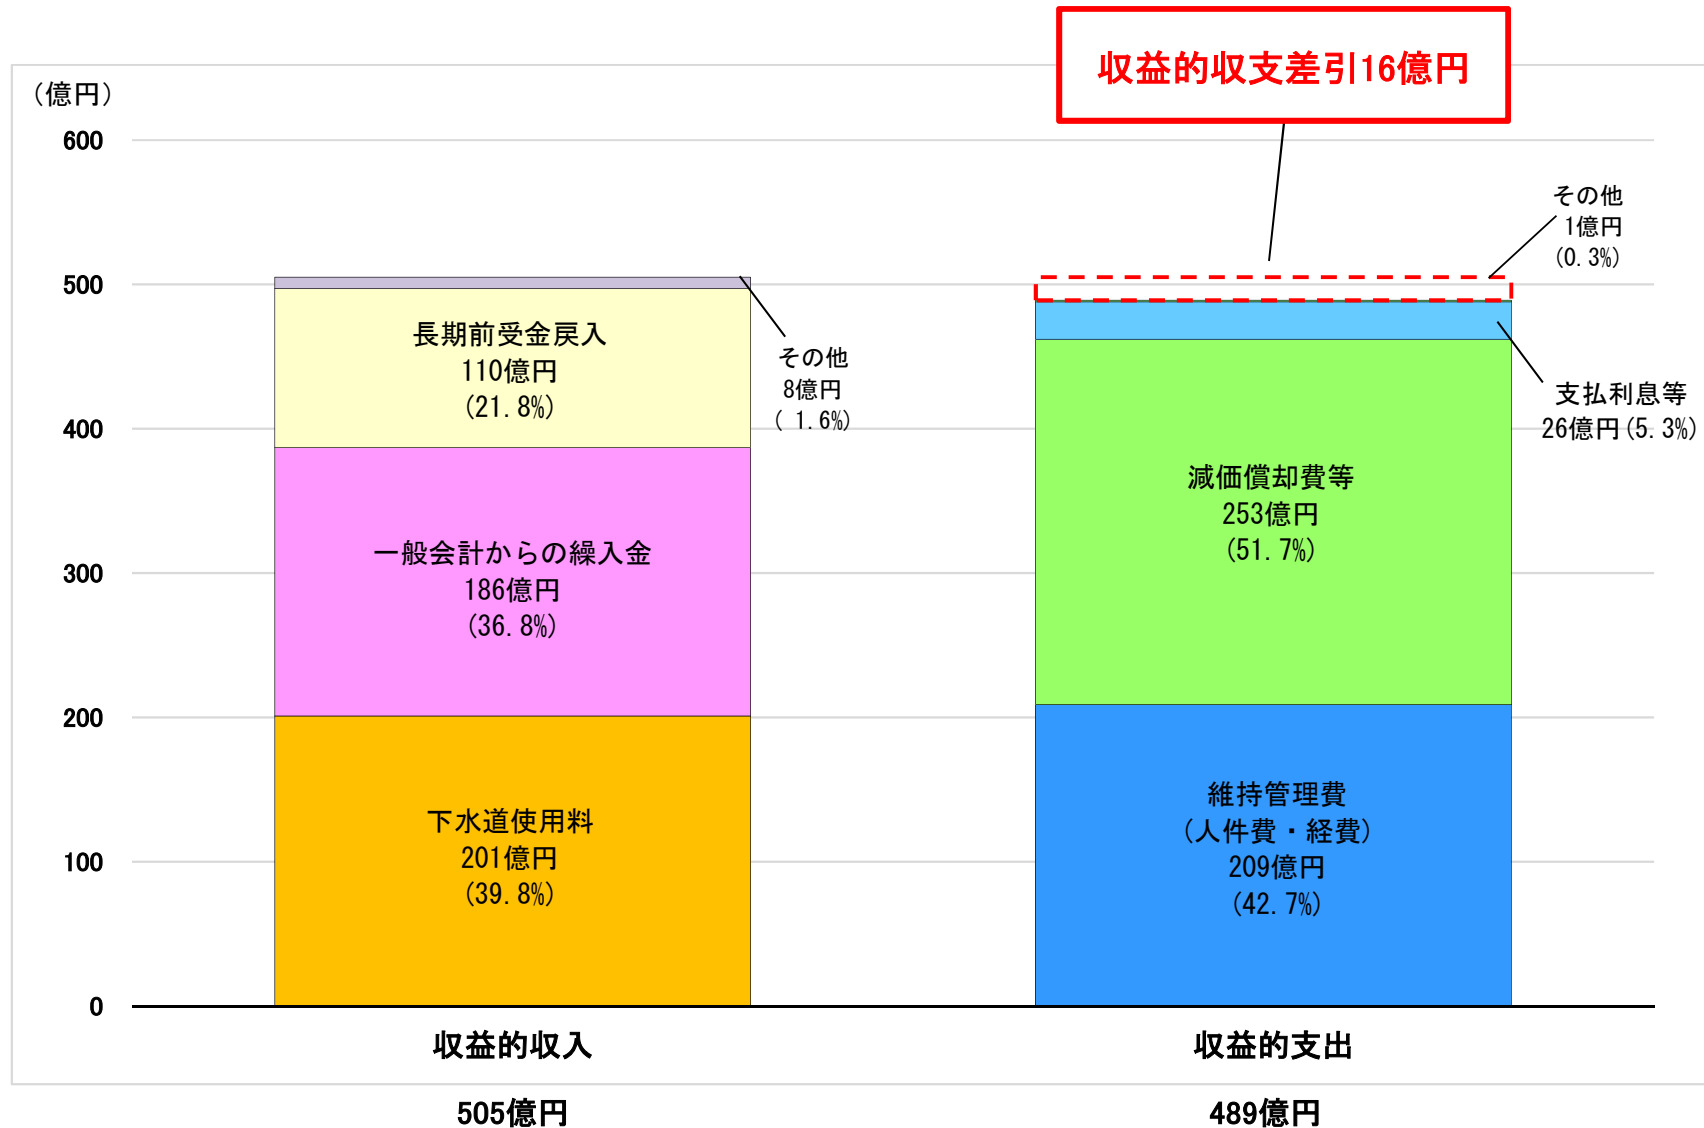 収益的収支差引16億円
（億円）
600
500
400
300
200
100
0
その他
8億円
( 1.6%)
長期前受金戻入
110億円
(21.8%)
一般会計からの繰入金
186億円
(36.8%)
下水道使用料
201億円
(39.8%)
その他
1億円
(0.3%)
支払利息等
26億円(5.3%)
減価償却費等
253億円
(51.7%)
維持管理費
(人件費・経費)
209億円
(42.7%)
収益的収入
収益的支出
505億円
489億円